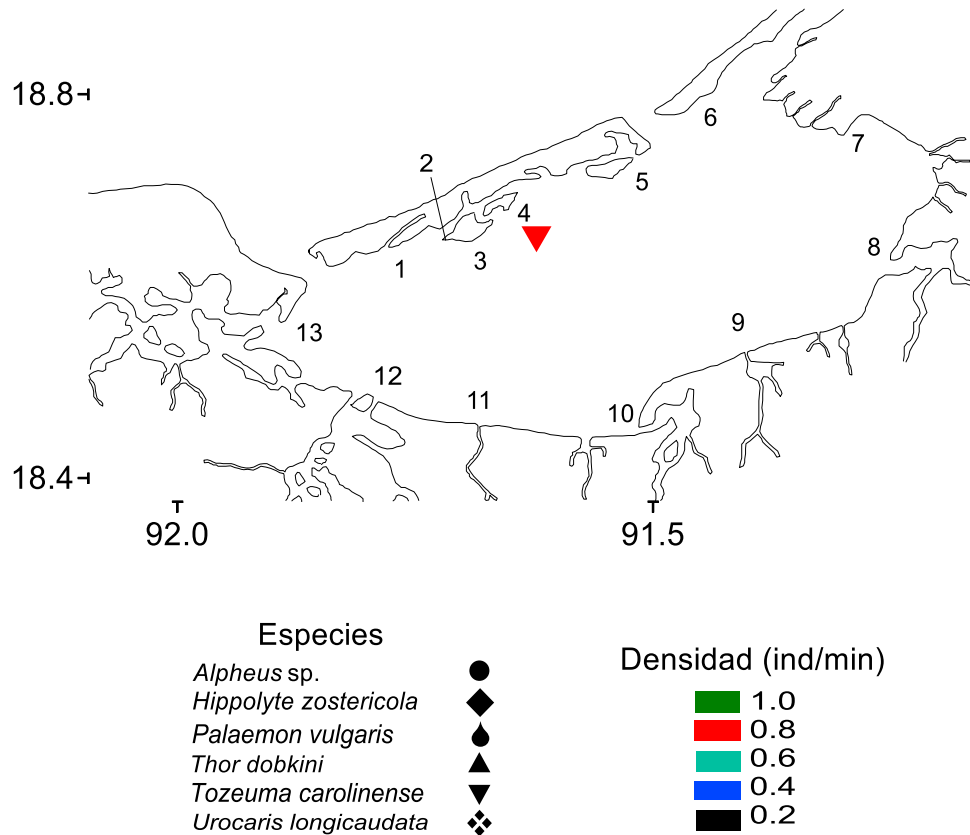 18.8
6
7
2
5
4
8
1
3
13
9
12
11
10
18.4
92.0
91.5
Especies
Densidad (ind/min)
Alpheus sp.
Hippolyte zostericola
Palaemon vulgaris
Thor dobkini
Tozeuma carolinense
Urocaris longicaudata
1.0
0.8
0.6
0.4
0.2